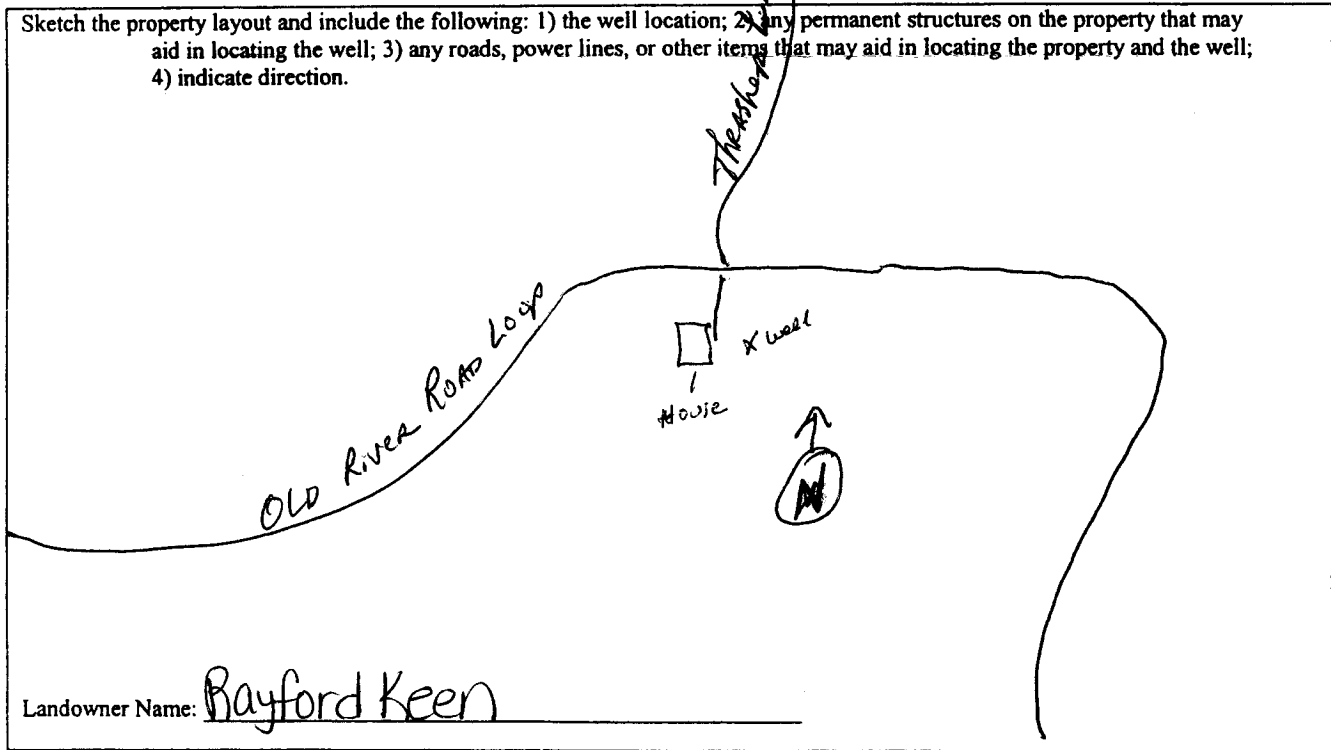 Sketch the property layout and include the following: 1) the well location; 2) any permanent structures on the property that may
aid in locating the well; 3) any roads, power lines, or other items that may aid in locating the property and the well;
4) indicate direction.
Thrasher
OLD RiveR ROAD LOOP
X well
House
N
Landowner Name: Rayford Keen